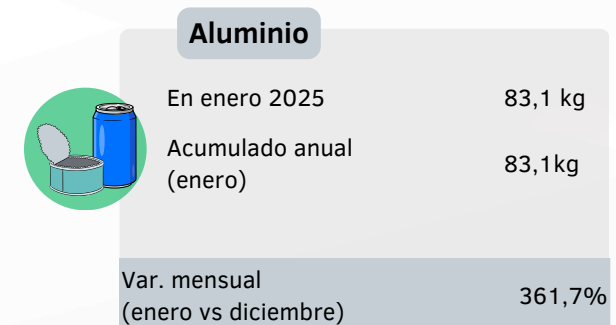 Aluminio
En enero 2025 83,1 kg
Acumulado anual
(enero) 83,1kg
Var. mensual
(enero vs diciembre) 361,7%